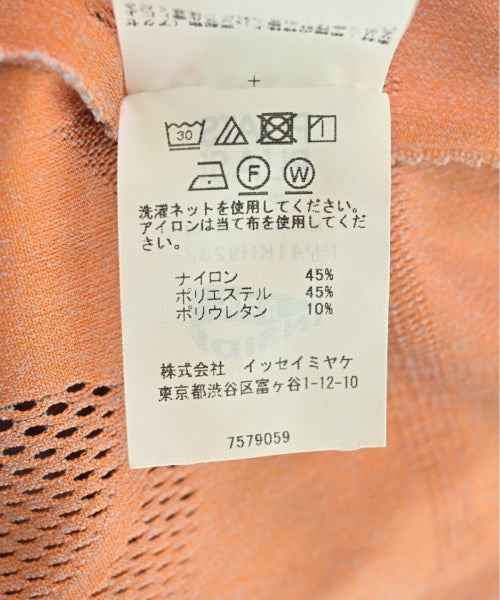 30
F W
洗濯ネットを使用してください。
アイロンは当て布を使用してくだ
さい。
ナイロン 45%
ポリエステル 45%
ポリウレタン 10%
株式会社 イッセイミヤケ
東京都渋谷区富ヶ谷1-12-10
7579059